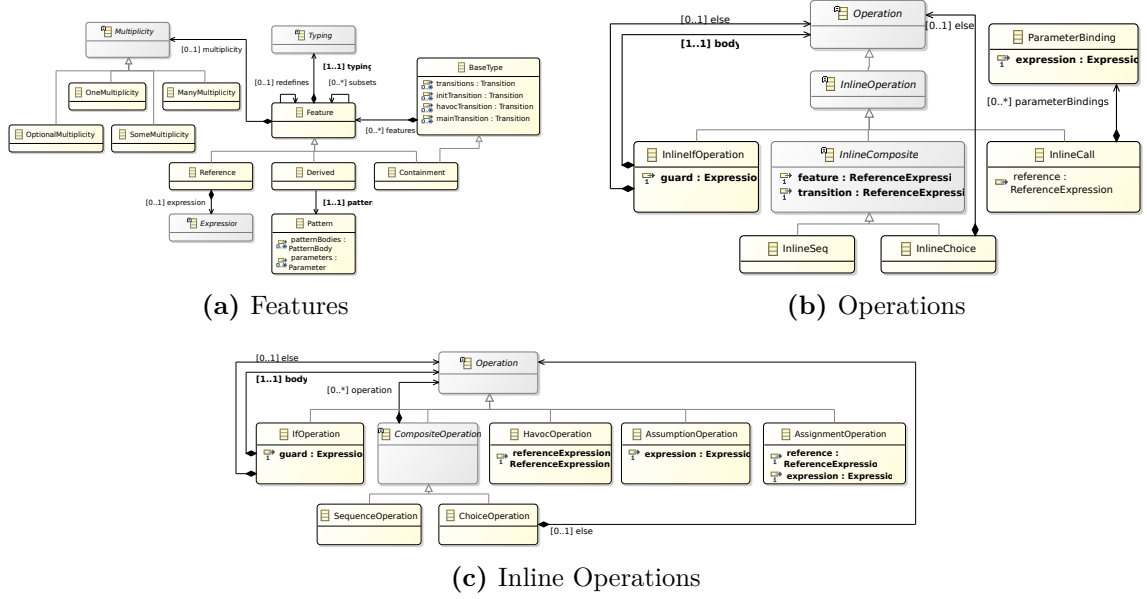 Multiplicity
[0..1] multiplicity
Typing
[1..1] typing
[0..1] redefines
[0..*] subsets
BaseType
transitions : Transition
initTransition : Transition
havocTransition : Transition
mainTransition : Transition
OneMultiplicity
ManyMultiplicity
Feature
[0..*] features
OptionalMultiplicity
SomeMultiplicity
Reference
Derived
Containment
[0..1] expression
[1..1] pattern
Expression
Pattern
patternBodies :
PatternBody
parameters :
Parameter
(a) Features
[0..1] else
[1..1] body
Operation
[0..1] else
ParameterBinding
expression : Expressio
InlineOperation
[0..*] parameterBindings
InlineIfOperation
guard : Expressio
InlineComposite
feature : ReferenceExpressi
transition : ReferenceExpressi
InlineCall
reference :
ReferenceExpression
InlineSeq
InlineChoice
(b) Operations
[0..1] else
[1..1] body
[0..*] operation
Operation
IfOperation
guard : Expressio
CompositeOperation
HavocOperation
referenceExpression
ReferenceExpression
AssumptionOperation
expression : Expressio
AssignmentOperation
reference :
ReferenceExpressio
expression : Expressio
SequenceOperation
ChoiceOperation
[0..1] else
(c) Inline Operations